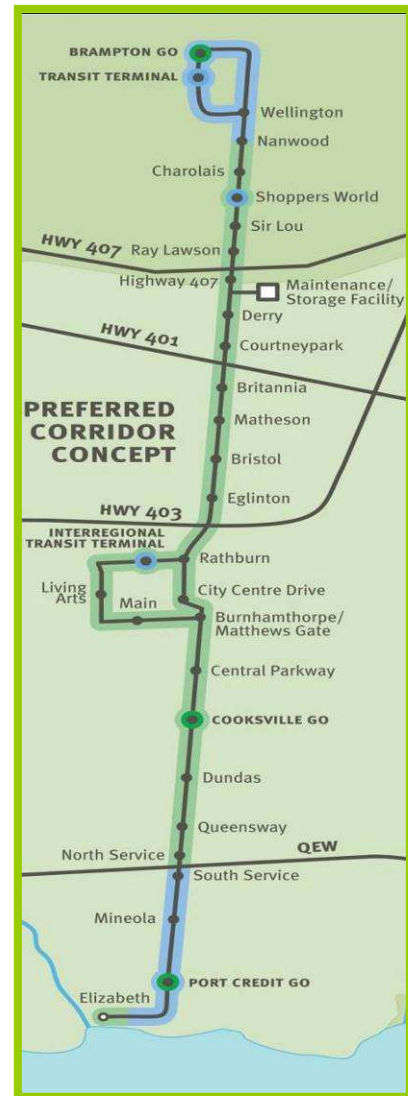 BRAMPTON GO
TRANSIT TERMINAL
Wellington
Nanwood
Charolais
Shoppers World
Sir Lou
HWY 407
Ray Lawson
Highway 407
Maintenance/
Storage Facility
Derry
HWY 401
Courtneypark
Britannia
PREFERRED
CORRIDOR
CONCEPT
Matheson
Bristol
Eglinton
HWY 403
INTERREGIONAL
TRANSIT TERMINAL
Rathburn
Living
Arts
Main
City Centre Drive
Burnhamthorpe/
Matthews Gate
Central Parkway
COOKSVILLE GO
Dundas
Queensway
QEW
North Service
South Service
Mineola
PORT CREDIT GO
Elizabeth